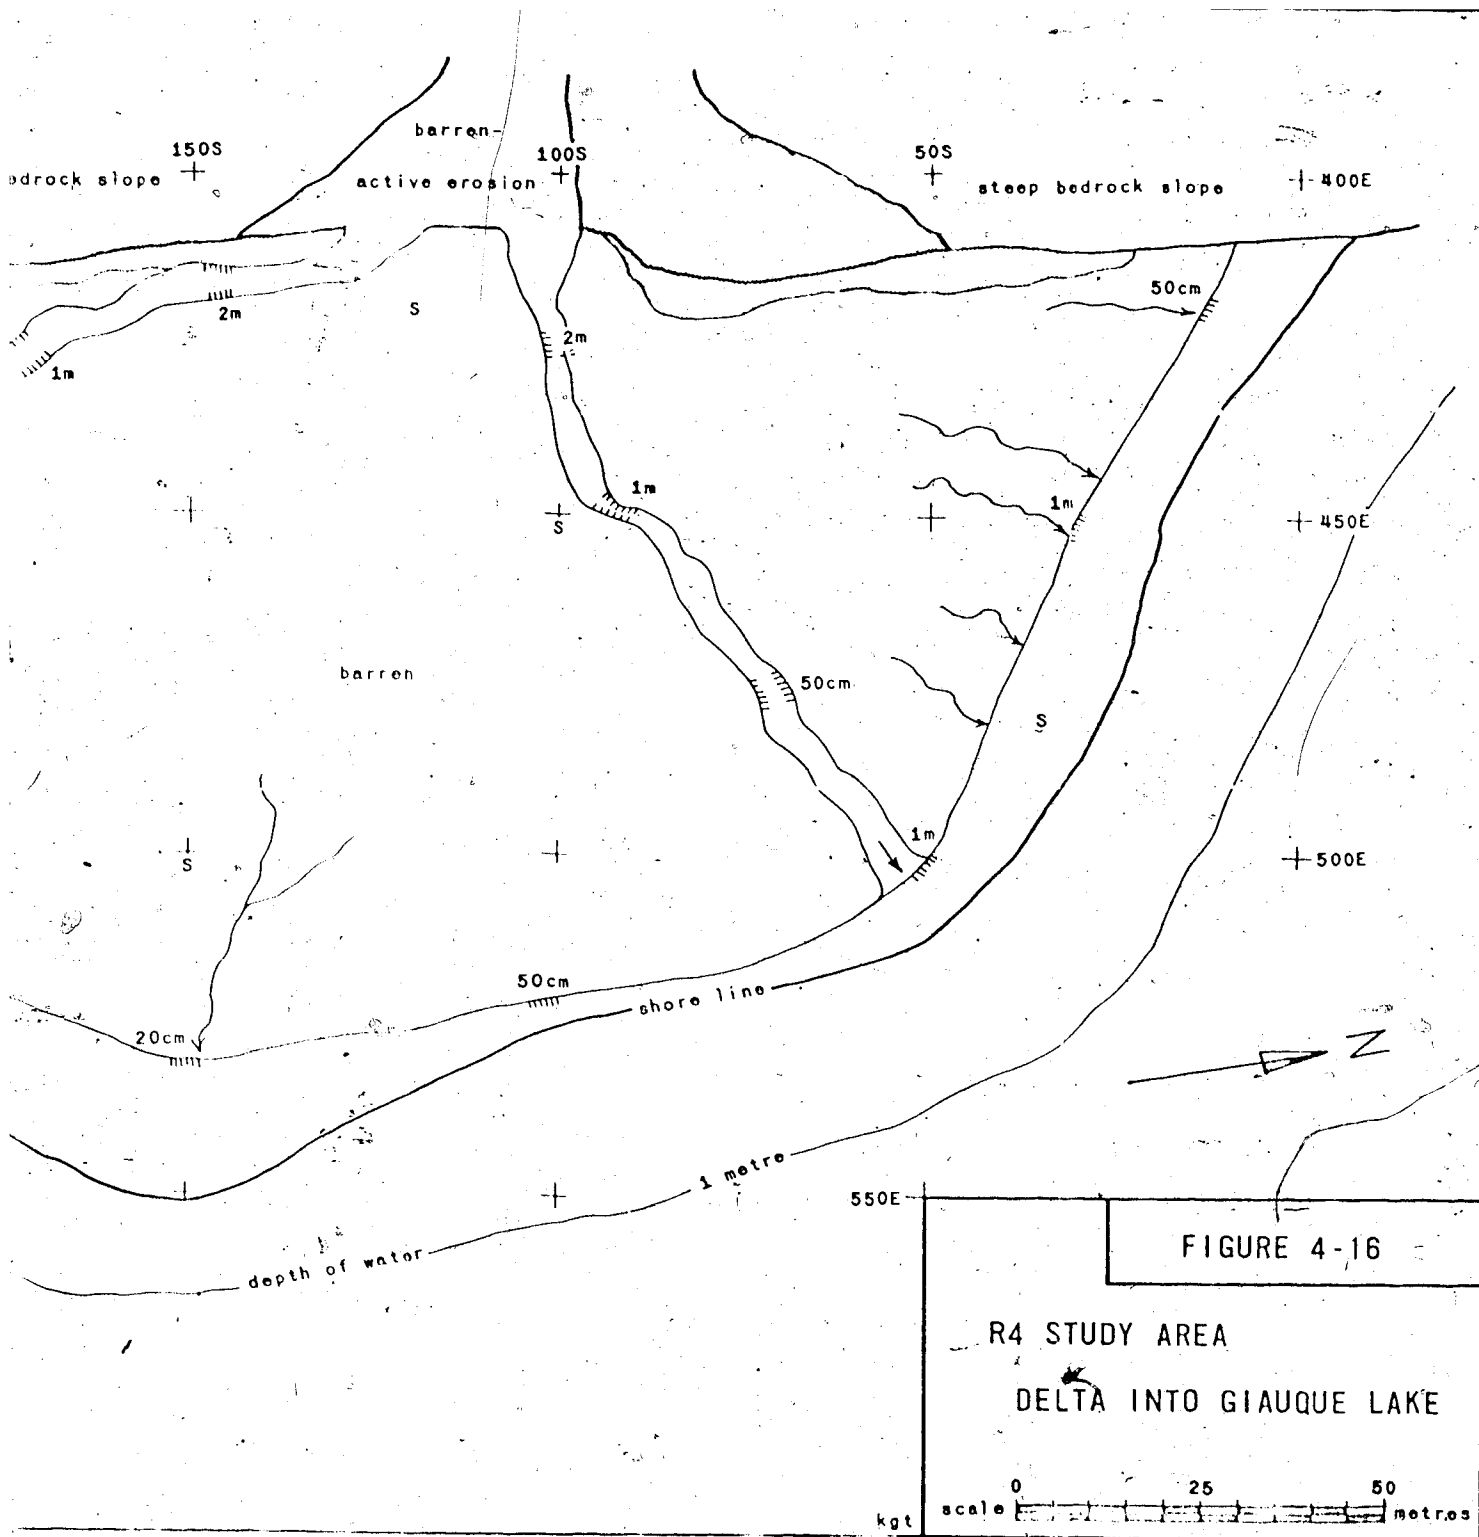 barren-
150S
100S
50S
bedrock slope
active erosion
steep bedrock slope
400E
50cm
S
2m
2m
1m
1m
1m
S
450E
barren
50cm
S
1m
S
500E
50cm
shore line
20cm
N
1 metre
550E
depth of water
FIGURE 4-16
R4 STUDY AREA
DELTA INTO GIAUQUE LAKE
0 25 50
scale metres
kgt